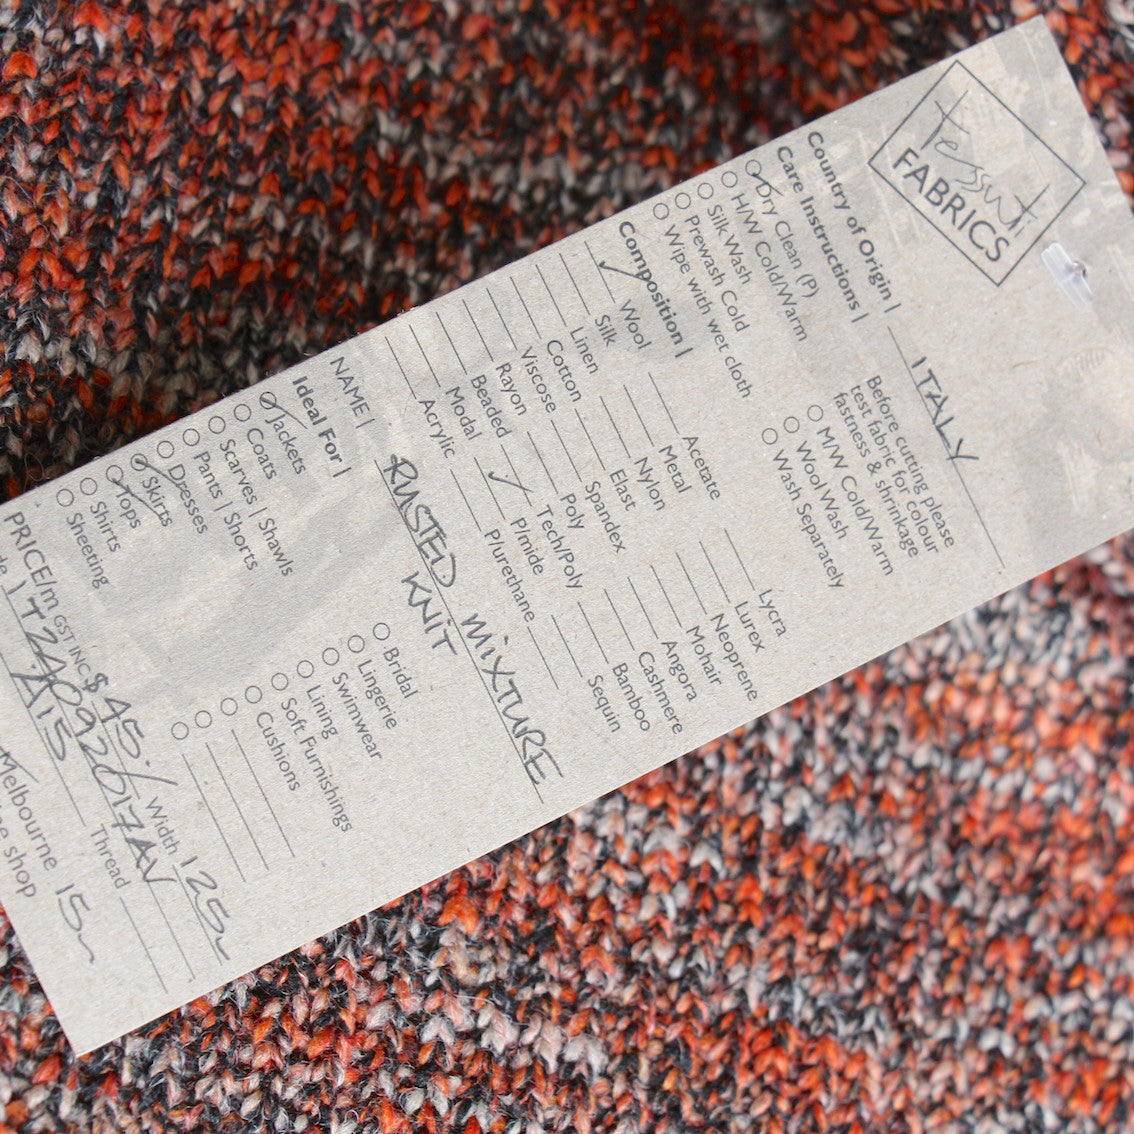 tessuti
FABRICS
Country of Origin | ITALY
Care Instructions |
Before cutting please
test fabric for colour
fastness & shrinkage
Dry Clean (P)
H/W Cold/Warm
Silk Wash
Prewash Cold
Wipe with wet cloth
M/W Cold/Warm
Wool Wash
Wash Separately
Composition |
Wool
Silk
Linen
Cotton
Viscose
Rayon
Beaded
Modal
Acrylic
Acetate
Metal
Nylon
Elast
Spandex
Poly
Tech/Poly
P/mide
P/urethane
Lycra
Lurex
Neoprene
Mohair
Angora
Cashmere
Bamboo
Sequin
NAME | RUSTED MIXTURE
KNIT
Ideal For |
Jackets
Coats
Scarves | Shawls
Pants | Shorts
Dresses
Skirts
Tops
Shirts
Sheeting
Bridal
Lingerie
Swimwear
Lining
Soft Furnishings
Cushions
PRICE/m GST INC $ 45. Width 125
| T24092017AV Thread
A15
Melbourne 15
shop